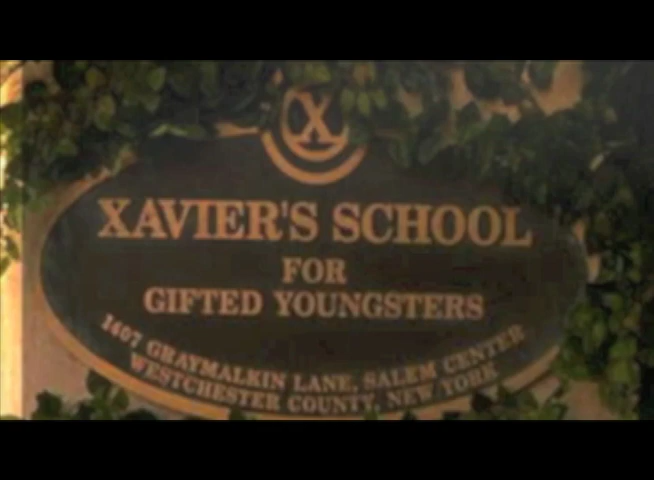 X
XAVIER'S SCHOOL
FOR
GIFTED YOUNGSTERS
1407 GRAYMALKIN LANE, SALEM CENTER
WESTCHESTER COUNTY, NEW YORK